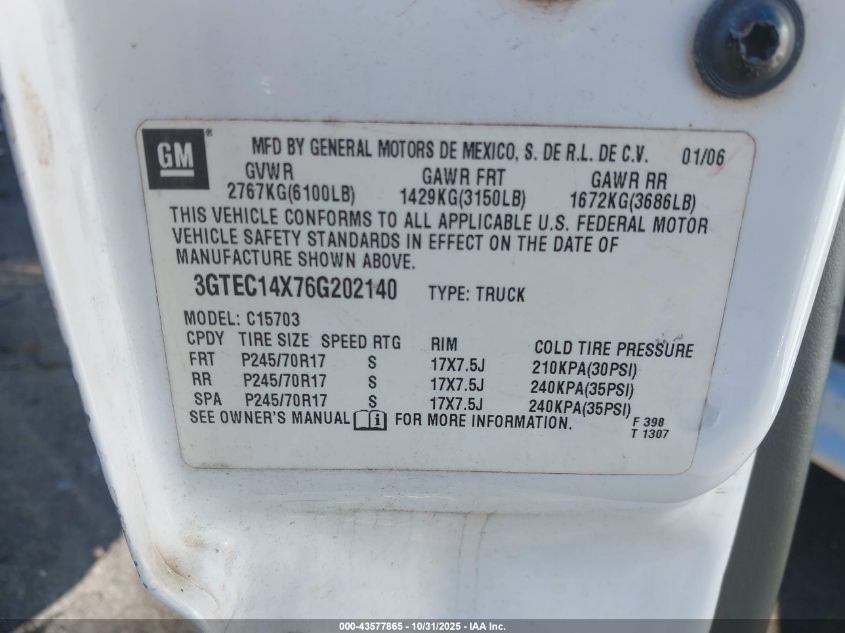 GM® MFD BY GENERAL MOTORS DE MEXICO, S. DE R.L. DE C.V. 01/06
GVWR GAWR FRT GAWR RR
2767KG(6100LB) 1429KG(3150LB) 1672KG(3686LB)
THIS VEHICLE CONFORMS TO ALL APPLICABLE U.S. FEDERAL MOTOR
VEHICLE SAFETY STANDARDS IN EFFECT ON THE DATE OF
MANUFACTURE SHOWN ABOVE.
3GTEC14X76G202140 TYPE: TRUCK
MODEL: C15703
CPDY TIRE SIZE SPEED RTG RIM COLD TIRE PRESSURE
FRT P245/70R17 S 17X7.5J 210KPA(30PSI)
RR P245/70R17 S 17X7.5J 240KPA(35PSI)
SPA P245/70R17 S 17X7.5J 240KPA(35PSI)
SEE OWNER'S MANUAL i FOR MORE INFORMATION. F 398
T 1307
000-43577865 | 10/31/2025 - IAA Inc.